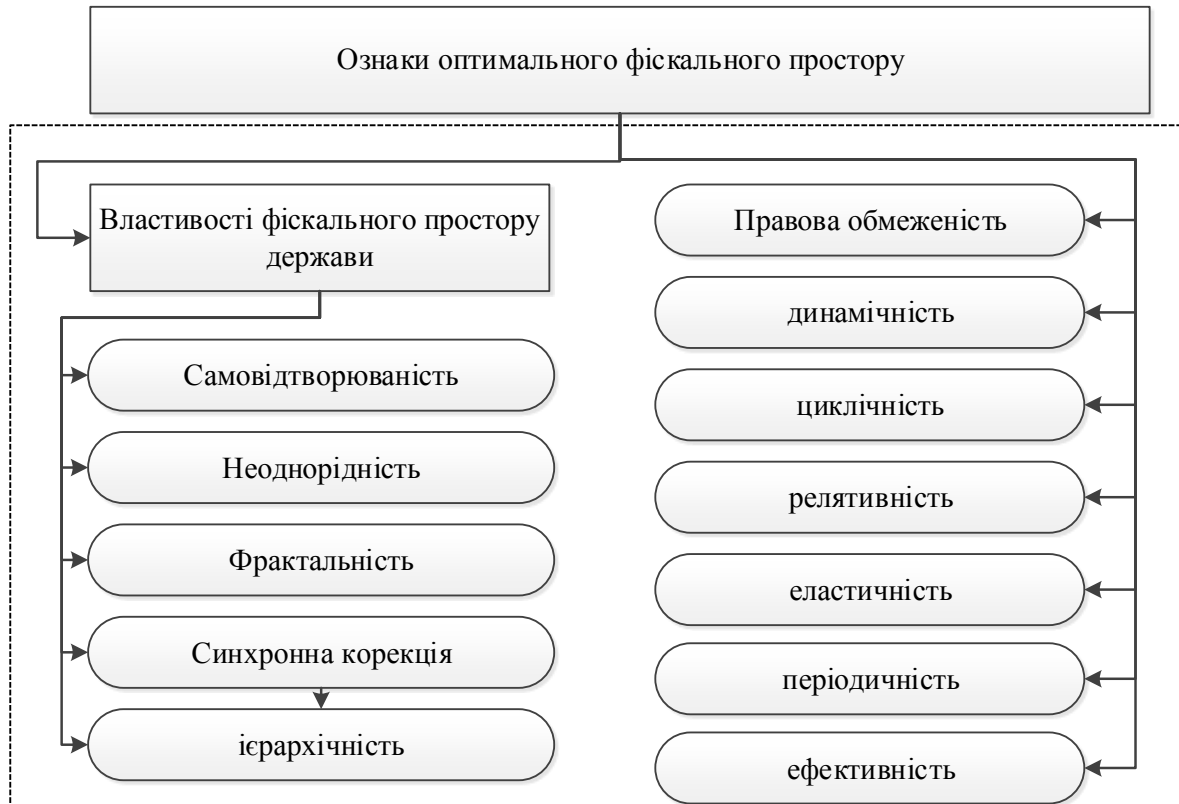 Ознаки оптимального фіскального простору
Властивості фіскального простору
держави
Самовідтворюваність
Неоднорідність
Фрактальність
Синхронна корекція
ієрархічність
Правова обмеженість
динамічність
циклічність
релятивність
еластичність
періодичність
ефективність